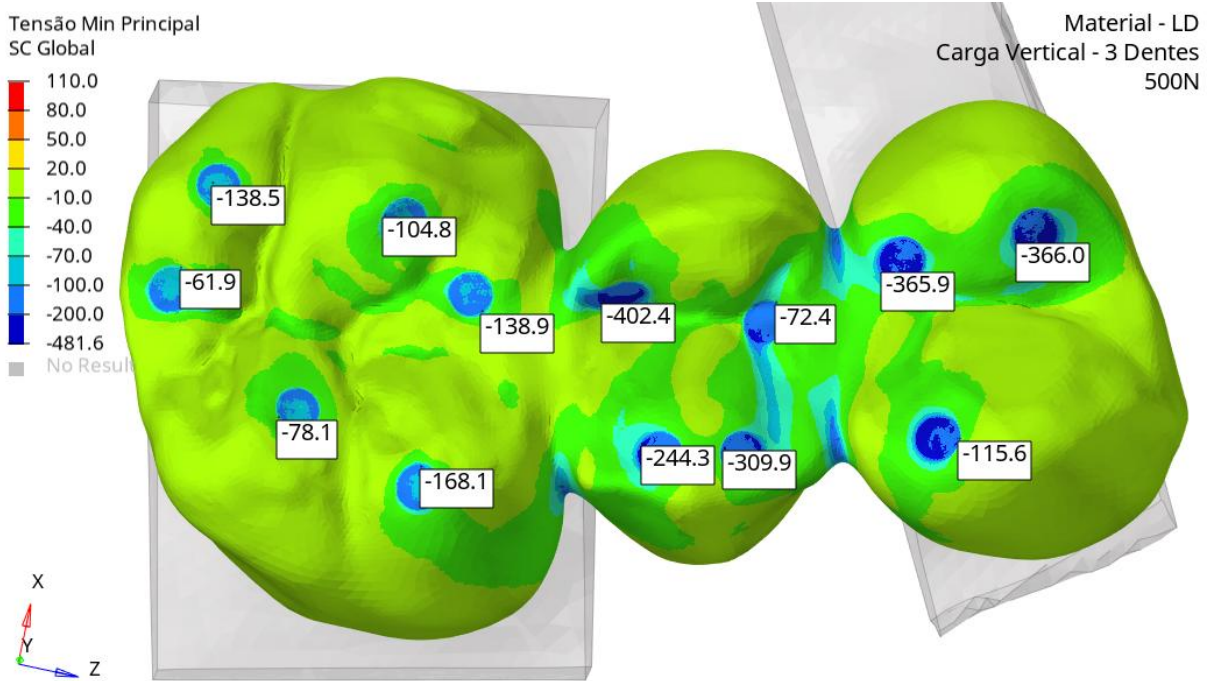 Tensão Min Principal
SC Global
110.0
80.0
50.0
20.0
-10.0
-40.0
-70.0
-100.0
-200.0
-481.6
No Result
Material - LD
Carga Vertical - 3 Dentes
500N
-138.5
-104.8
-61.9
-138.9
-78.1
-168.1
-402.4
-72.4
-244.3
-309.9
-365.9
-366.0
-115.6
X
Y
Z